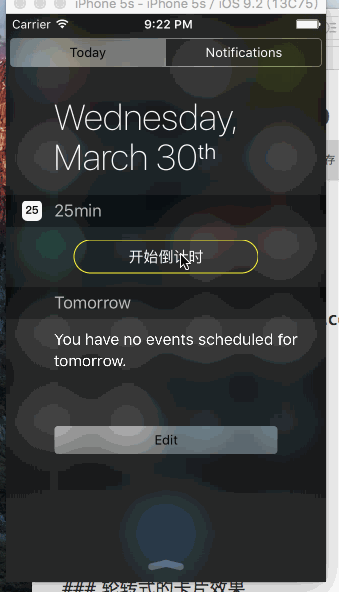 iPhone 5s - iPhone 5s / iOS 9.2 (13C75)
Carrier 9:22 PM
Today Notifications
Wednesday,
March 30th
25 25min
开始倒计时
Tomorrow
You have no events scheduled for
tomorrow.
Edit
### 轮转式的卡片效果